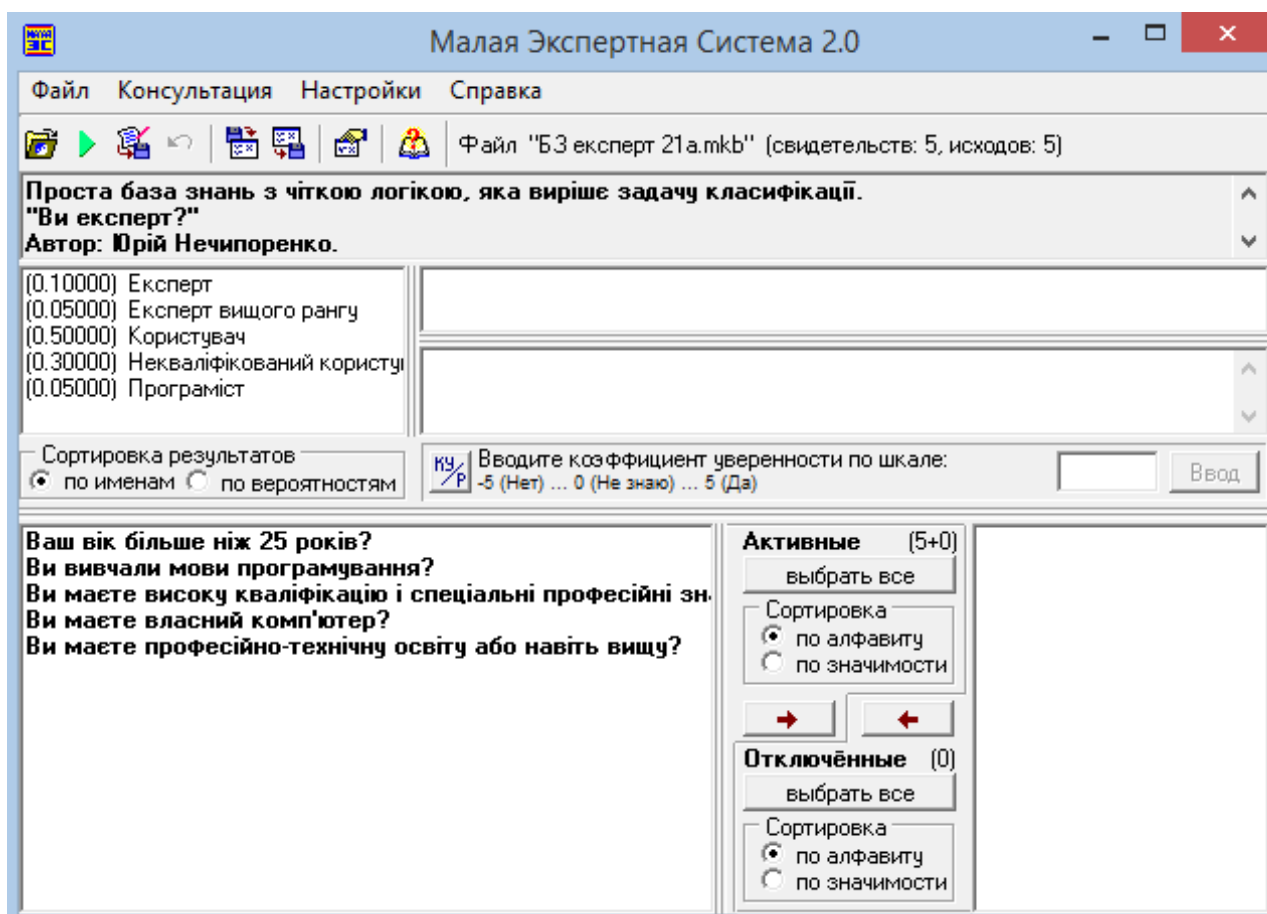 Малая Экспертная Система 2.0
Файл Консультация Настройки Справка
Файл "БЗ експерт 21а.mkb" (свидетельств: 5, исходов: 5)
Проста база знань з чіткою логікою, яка виріше задачу класифікації.
"Ви експерт?"
Автор: Юрій Нечипоренко.
(0.10000) Експерт
(0.05000) Експерт вищого рангу
(0.50000) Користувач
(0.30000) Некваліфікований користу
(0.05000) Програміст
Сортировка результатов
по именам по вероятностям
КУ/Р
Вводите коэффициент уверенности по шкале:
-5 (Нет) ... 0 (Не знаю) ... 5 (Да)
Ввод
Ваш вік більше ніж 25 років?
Ви вивчали мови програмування?
Ви маєте високу кваліфікацію і спеціальні професійні зн
Ви маєте власний комп'ютер?
Ви маєте професійно-технічну освіту або навіть вищу?
Активные (5+0)
выбрать все
Сортировка
по алфавиту
по значимости
Отключённые (0)
выбрать все
Сортировка
по алфавиту
по значимости